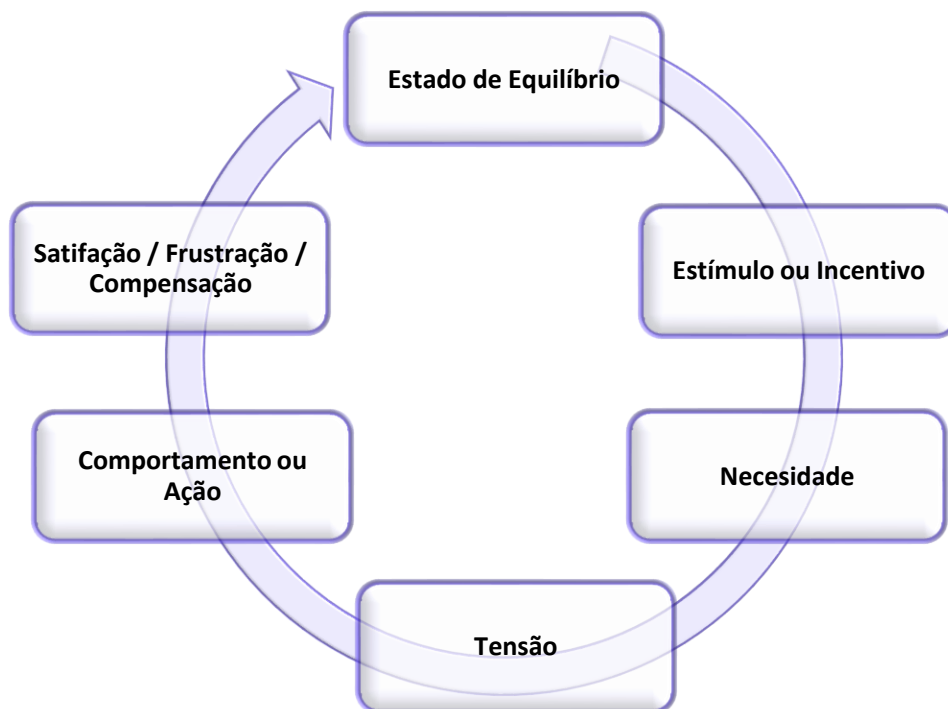 Estado de Equilíbrio
Estímulo ou Incentivo
Necesidade
Tensão
Comportamento ou
Ação
Satifação / Frustração /
Compensação